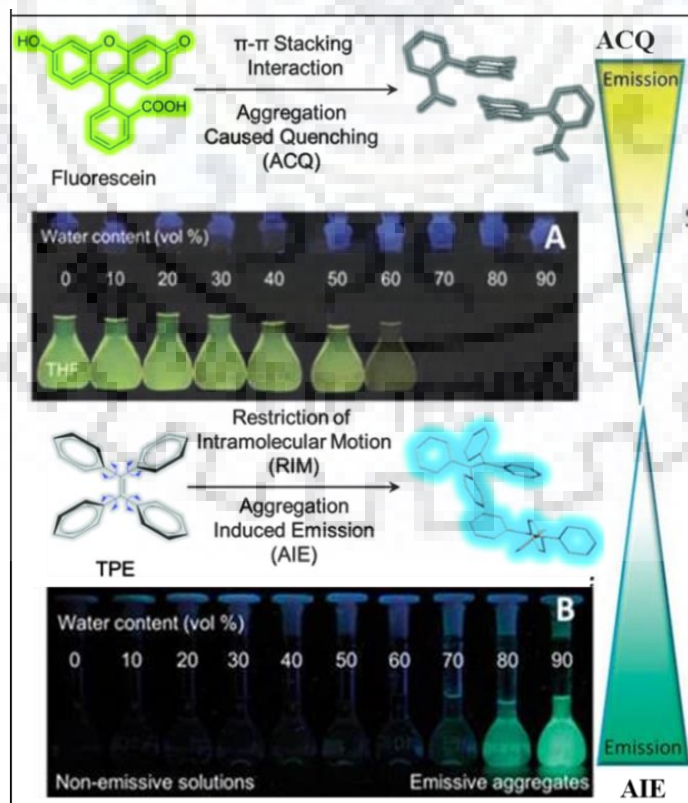 ACQ
HO
O
O
COOH
Fluorescein
π-π Stacking
Interaction
Aggregation
Caused Quenching
(ACQ)
Emission
Water content (vol %)
A
0 10 20 30 40 50 60 70 80 90
THF
Restriction of
Intramolecular Motion
(RIM)
Aggregation
Induced Emission
(AIE)
TPE
Water content (vol %)
B
0 10 20 30 40 50 60 70 80 90
Non-emissive solutions
Emissive aggregates
Emission
AIE